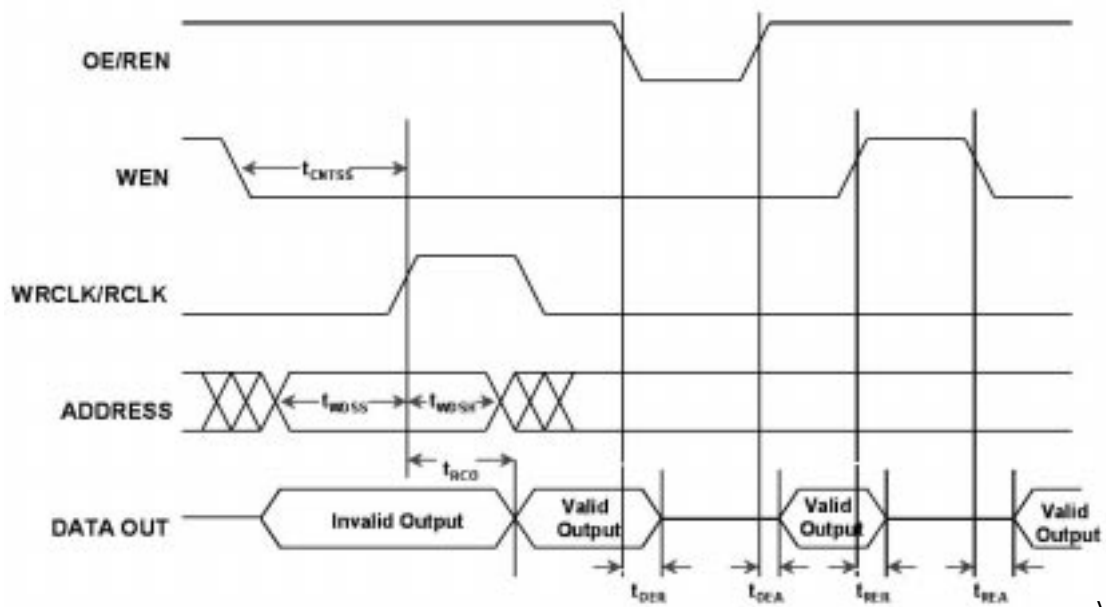 OE/REN
WEN
tCNTSS
WRCLK/RCLK
ADDRESS
tWDSS
tWDSH
tRCO
DATA OUT
Invalid Output
Valid
Output
Valid
Output
Valid
Output
tOER
tOEA
tRER
tREA